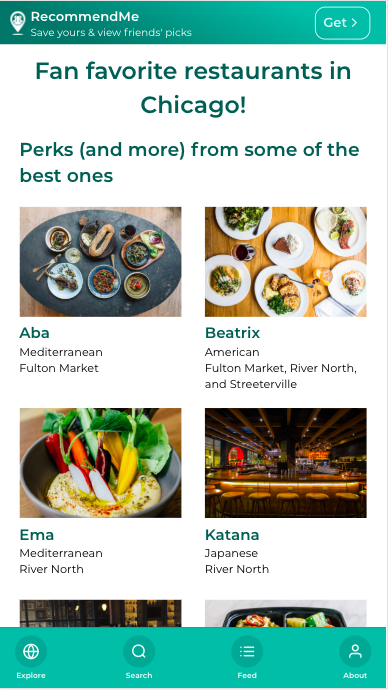 RecommendMe
Save yours & view friends' picks
Get
Fan favorite restaurants in
Chicago!
Perks (and more) from some of the
best ones
Aba
Mediterranean
Fulton Market
Beatrix
American
Fulton Market, River North,
and Streeterville
Ema
Mediterranean
River North
Katana
Japanese
River North
Explore
Search
Feed
About